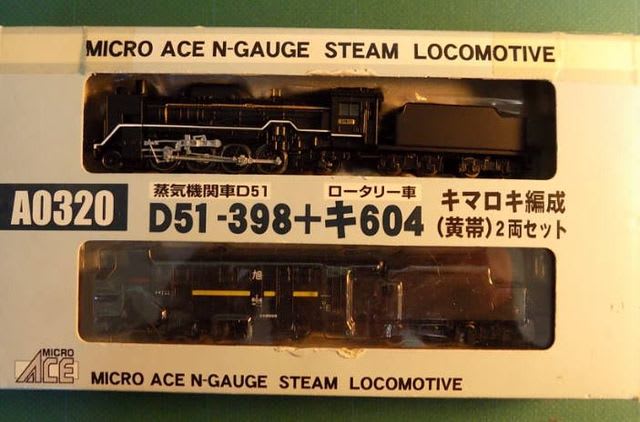 MICRO ACE N-GAUGE STEAM LOCOMOTIVE
A0320
蒸気機関車D51 ロータリー車
D51-398+キ604
キマロキ編成
(黄帯)2両セット
旭
MICRO
ACE
MICRO ACE N-GAUGE STEAM LOCOMOTIVE